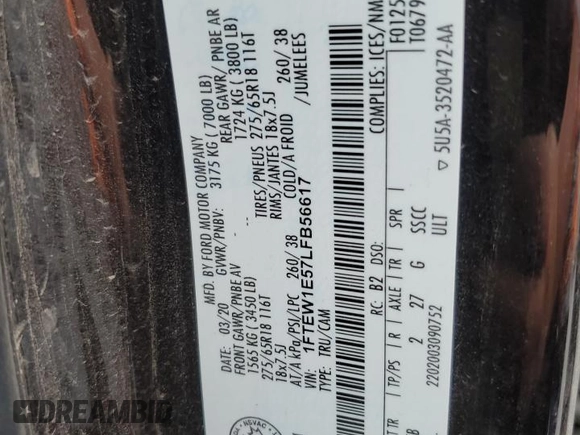 MFD. BY FORD MOTOR COMPANY
03/20 GVWR/PNBV: 3175 KG ( 7000 LB)
FRONT GAWR/PNBE AV REAR GAWR/ PNBE AR
1565 KG ( 3450 LB) 1724 KG ( 3800 LB)
275/65R18 116T TIRES/PNEUS 275/65R18 116T
18x7.5J RIMS/JANTES 18x7.5J
AT/A kPa/PSI/LPC 260/ 38 COLD/A FROID 260/ 38
VIN: 1FTEW1E57LFB56617 /JUMELEES
TYPE: TRU/CAM
COMPLIES: ICES/NM
F0125
T0679
RC: B2 DSO:
TR TP/PS R AXLE TR SPR
B 2 27 G SSCC
2202003090752 ULT
5U5A-3520472-AA
NSVAC
DREAMBID